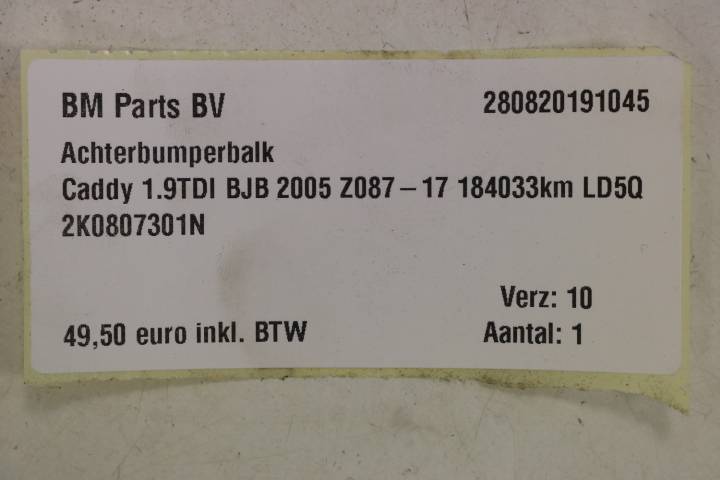 BM Parts BV 280820191045
Achterbumperbalk
Caddy 1.9TDI BJB 2005 Z087 – 17 184033km LD5Q
2K0807301N
Verz: 10
49,50 euro inkl. BTW Aantal: 1